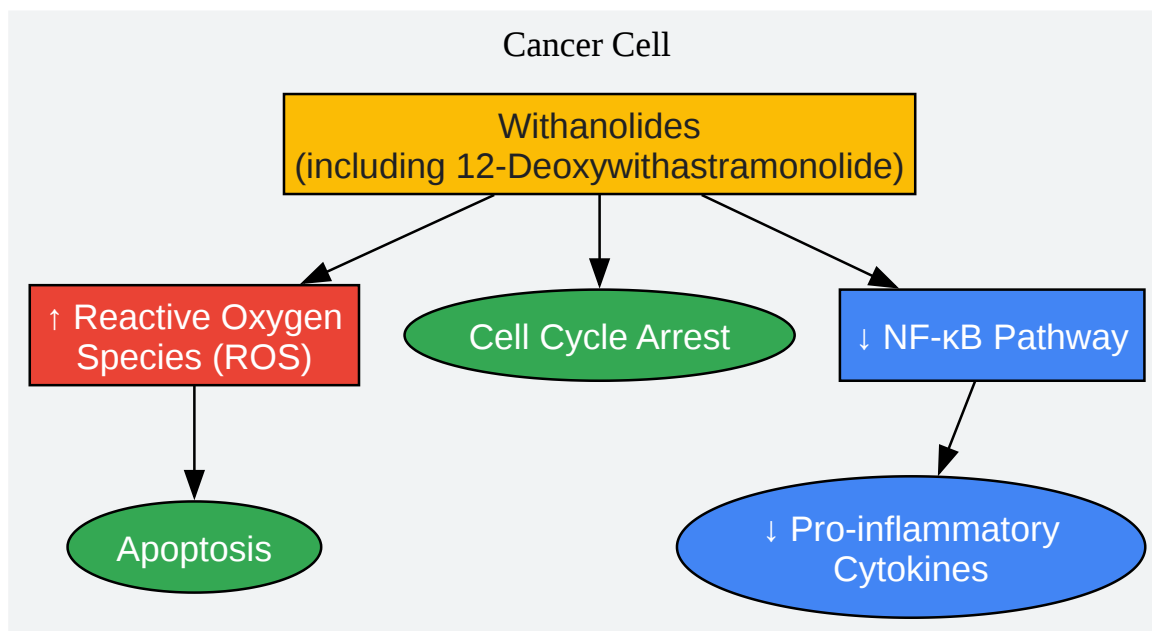 Cancer Cell
Withanolides
(including 12-Deoxywithastramonolide)
↑ Reactive Oxygen
Species (ROS)
Cell Cycle Arrest
↓ NF-κB Pathway
Apoptosis
↓ Pro-inflammatory
Cytokines